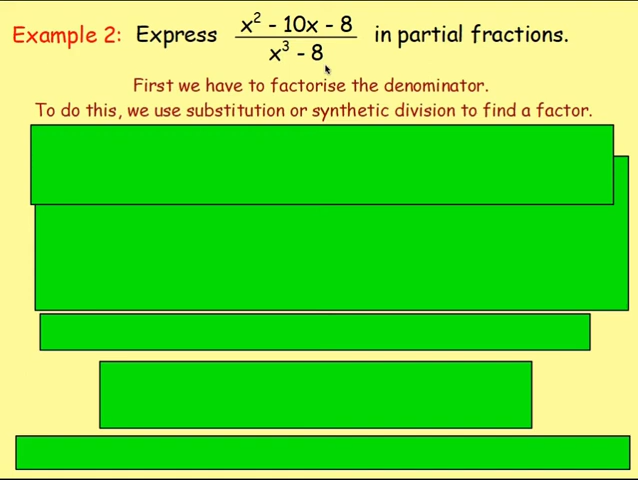 Example 2: Express x² - 10x - 8 / x³ - 8 in partial fractions.
First we have to factorise the denominator.
To do this, we use substitution or synthetic division to find a factor.